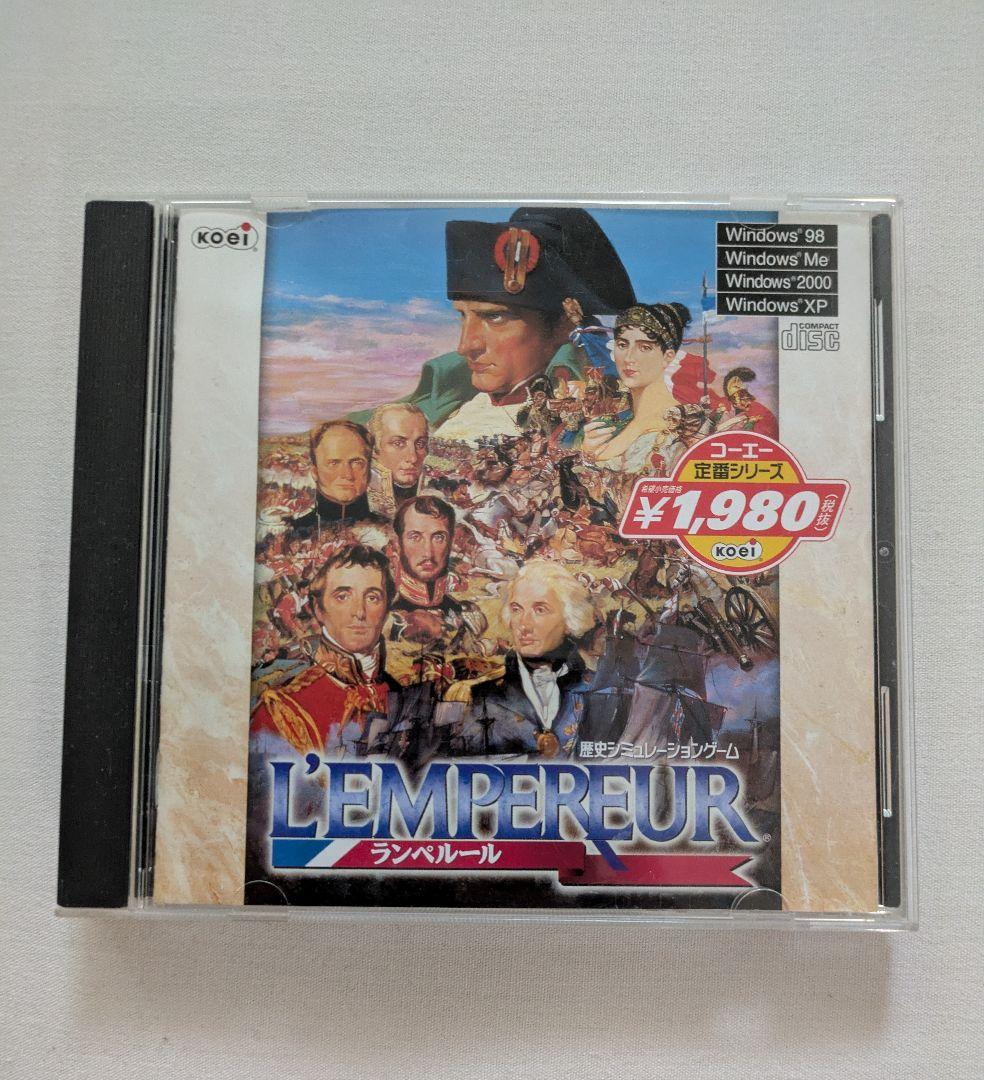 KOEI
Windows® 98
Windows® Me
Windows® 2000
Windows® XP
COMPACT
disc
コーエー
定番シリーズ
希望小売価格
¥1,980
(税抜)
KOEI
歴史シミュレーションゲーム
L'EMPEREUR®
ランペルール